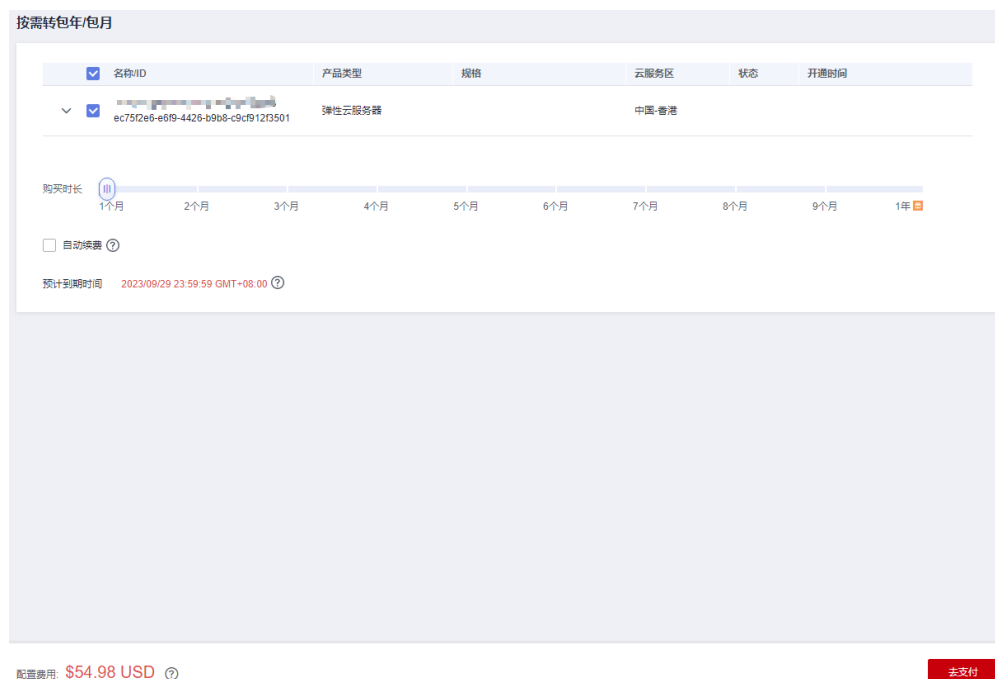 按需转包年/包月
名称/ID 产品类型 规格 云服务区 状态 开通时间
ec75f2e6-e6f9-4426-b9b8-c9cf912f3501 弹性云服务器 中国-香港
购买时长
1个月 2个月 3个月 4个月 5个月 6个月 7个月 8个月 9个月 1年
自动续费 ?
预计到期时间 2023/09/29 23:59:59 GMT+08:00 ?
配置费用: $54.98 USD ? 去支付